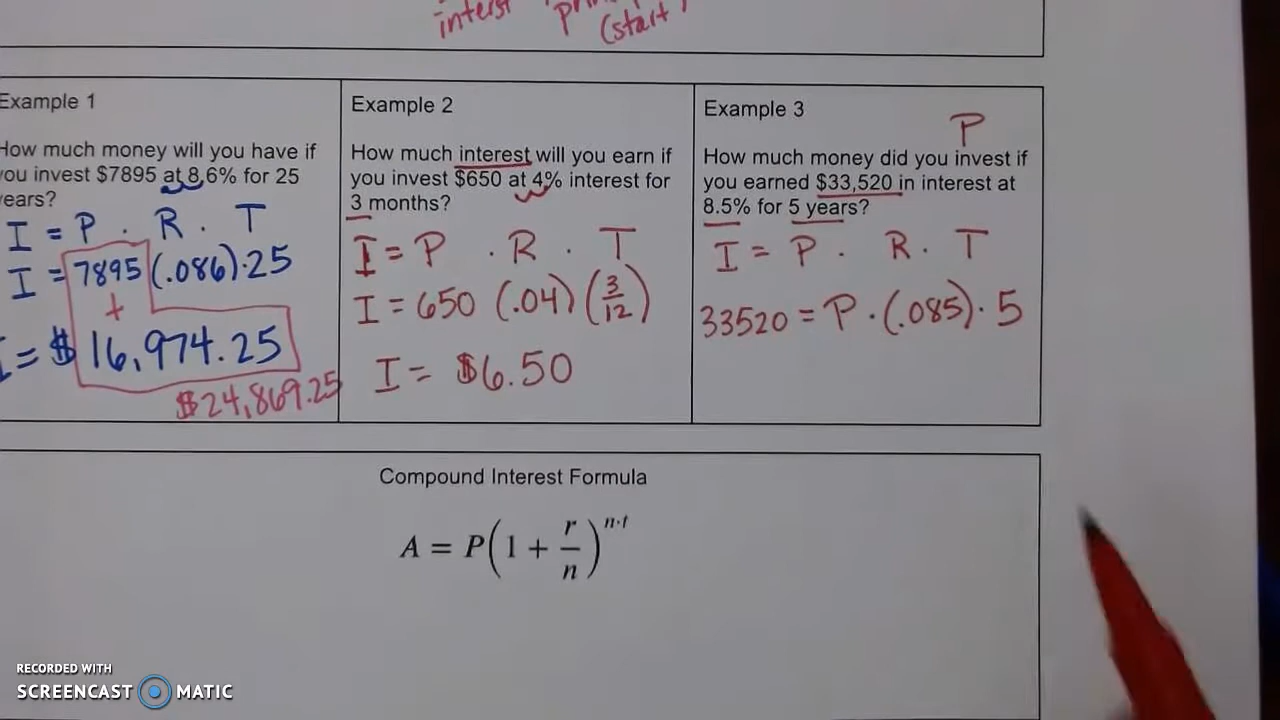 interst
(start
Example 1
How much money will you have if
you invest $7895 at 8.6% for 25
years?
I = P . R . T
I = 7895 (.086) . 25
+
I = $ 16,974.25
$24,869.25
Example 2
How much interest will you earn if
you invest $650 at 4% interest for
3 months?
I = P . R . T
I = 650 (.04) (3/12)
I = $6.50
Example 3
P
How much money did you invest if
you earned $33,520 in interest at
8.5% for 5 years?
I = P . R . T
33520 = P . (.085) . 5
Compound Interest Formula
A = P(1 + r/n)^n·t
RECORDED WITH
SCREENCAST MATIC